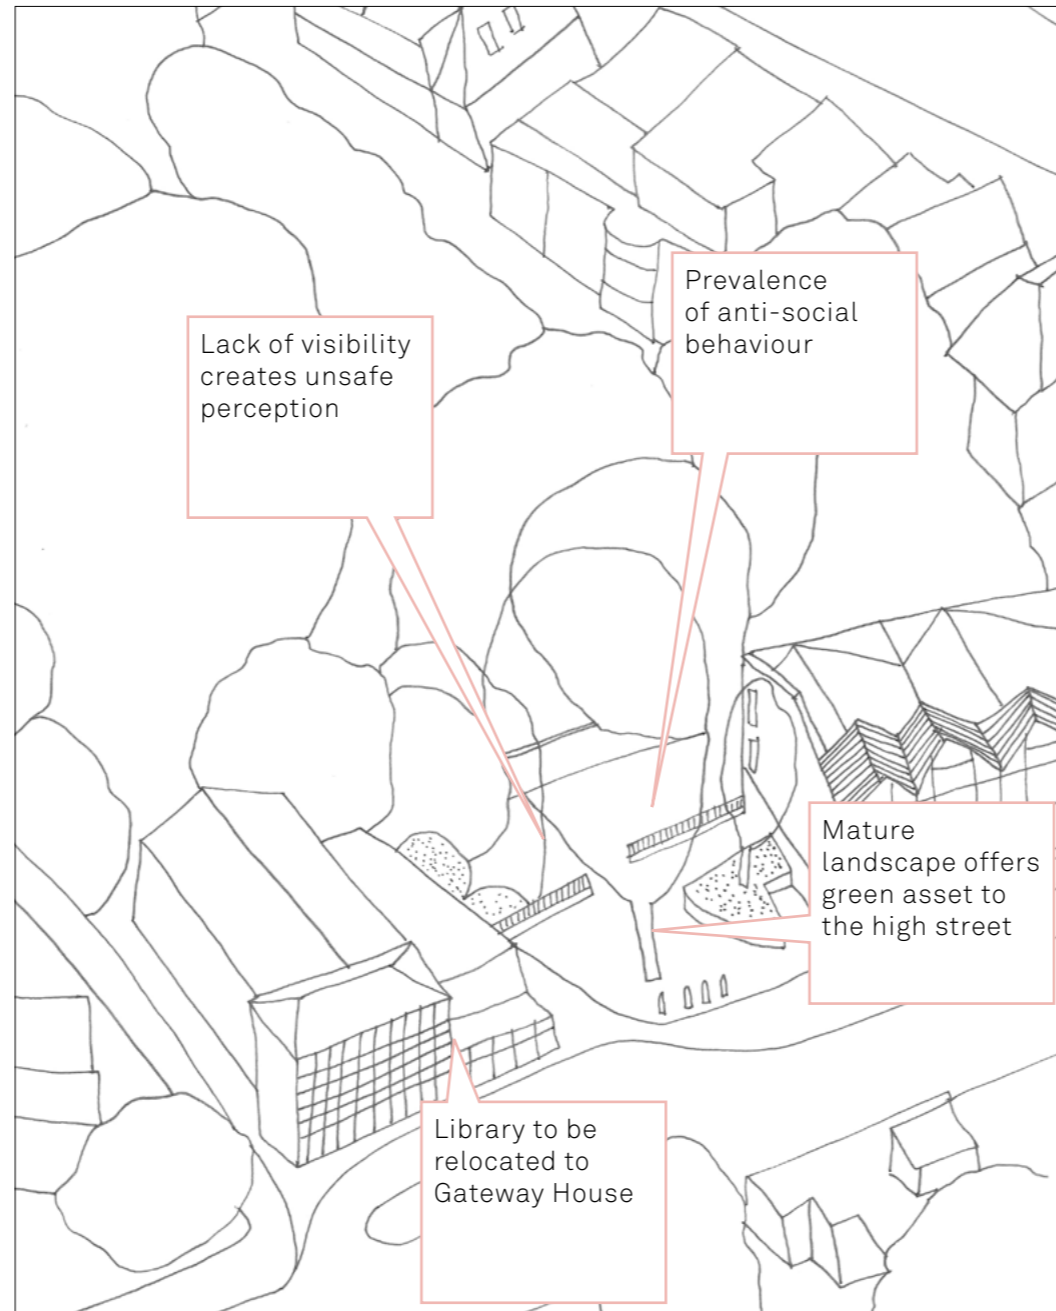 Prevalence
of anti-social
behaviour
Lack of visibility
creates unsafe
perception
Mature
landscape offers
green asset to
the high street
Library to be
relocated to
Gateway House